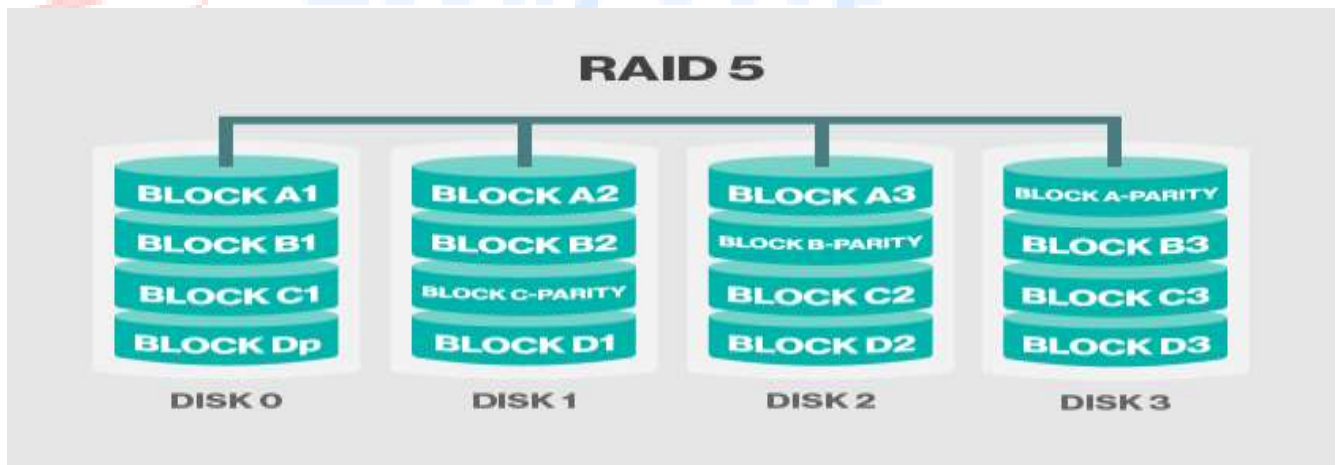 RAID 5
BLOCK A1 BLOCK A2 BLOCK A3 BLOCK A-PARITY
BLOCK B1 BLOCK B2 BLOCK B-PARITY BLOCK B3
BLOCK C1 BLOCK C-PARITY BLOCK C2 BLOCK C3
BLOCK Dp BLOCK D1 BLOCK D2 BLOCK D3
DISK 0 DISK 1 DISK 2 DISK 3